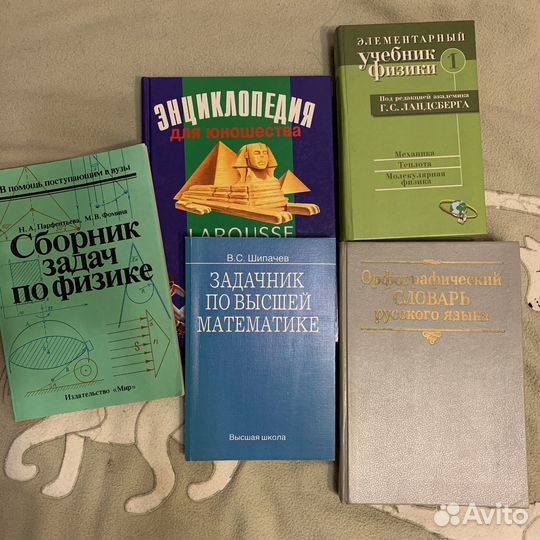 В помощь поступающим в вузы
Н. А. Парфентьева, М. В. Фомина
Сборник
задач
по физике
S
n
Издательство «Мир»
ЭНЦИКЛОПЕДИЯ
для юношества
LAROUSSE
ЭЛЕМЕНТАРНЫЙ
учебник
физики
1
Под редакцией академика
Г. С. ЛАНДСБЕРГА
Механика
Теплота
Молекулярная
физика
В.С. Шипачев
ЗАДАЧНИК
ПО ВЫСШЕЙ
МАТЕМАТИКЕ
Высшая школа
Орфографический
СЛОВАРЬ
русского языка
Avito